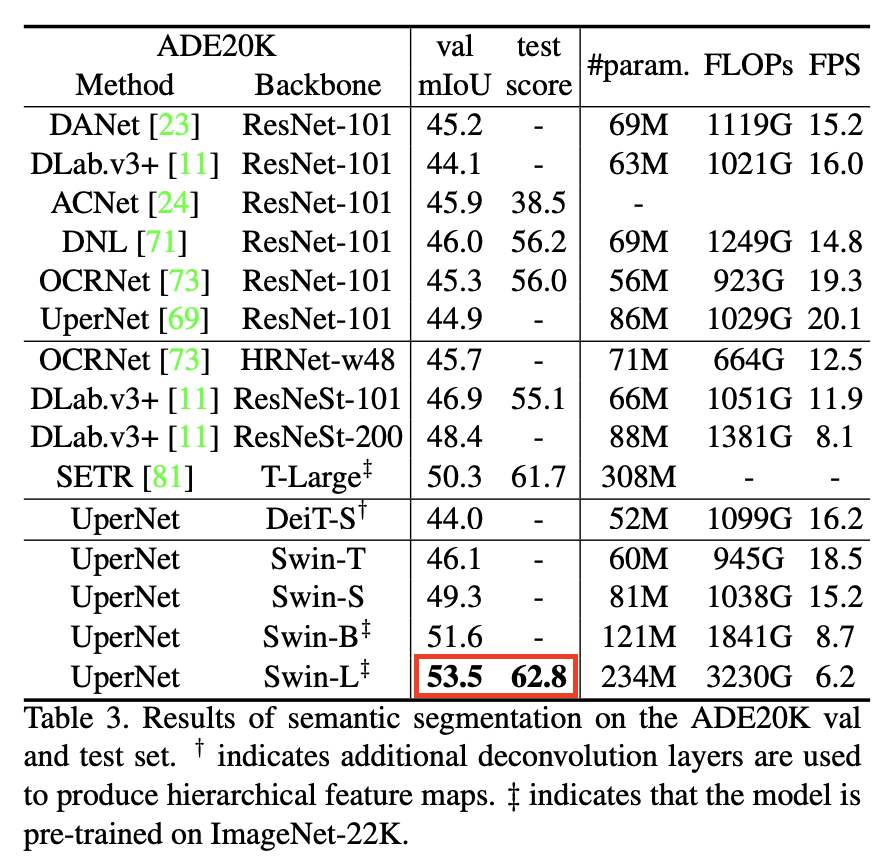 ADE20K val test #param. FLOPs FPS
Method Backbone mIoU score
DANet [23] ResNet-101 45.2 - 69M 1119G 15.2
DLab.v3+ [11] ResNet-101 44.1 - 63M 1021G 16.0
ACNet [24] ResNet-101 45.9 38.5 -
DNL [71] ResNet-101 46.0 56.2 69M 1249G 14.8
OCRNet [73] ResNet-101 45.3 56.0 56M 923G 19.3
UperNet [69] ResNet-101 44.9 - 86M 1029G 20.1
OCRNet [73] HRNet-w48 45.7 - 71M 664G 12.5
DLab.v3+ [11] ResNeSt-101 46.9 55.1 66M 1051G 11.9
DLab.v3+ [11] ResNeSt-200 48.4 - 88M 1381G 8.1
SETR [81] T-Large‡ 50.3 61.7 308M - -
UperNet DeiT-S† 44.0 - 52M 1099G 16.2
UperNet Swin-T 46.1 - 60M 945G 18.5
UperNet Swin-S 49.3 - 81M 1038G 15.2
UperNet Swin-B‡ 51.6 - 121M 1841G 8.7
UperNet Swin-L‡ 53.5 62.8 234M 3230G 6.2
Table 3. Results of semantic segmentation on the ADE20K val
and test set. † indicates additional deconvolution layers are used
to produce hierarchical feature maps. ‡ indicates that the model is
pre-trained on ImageNet-22K.